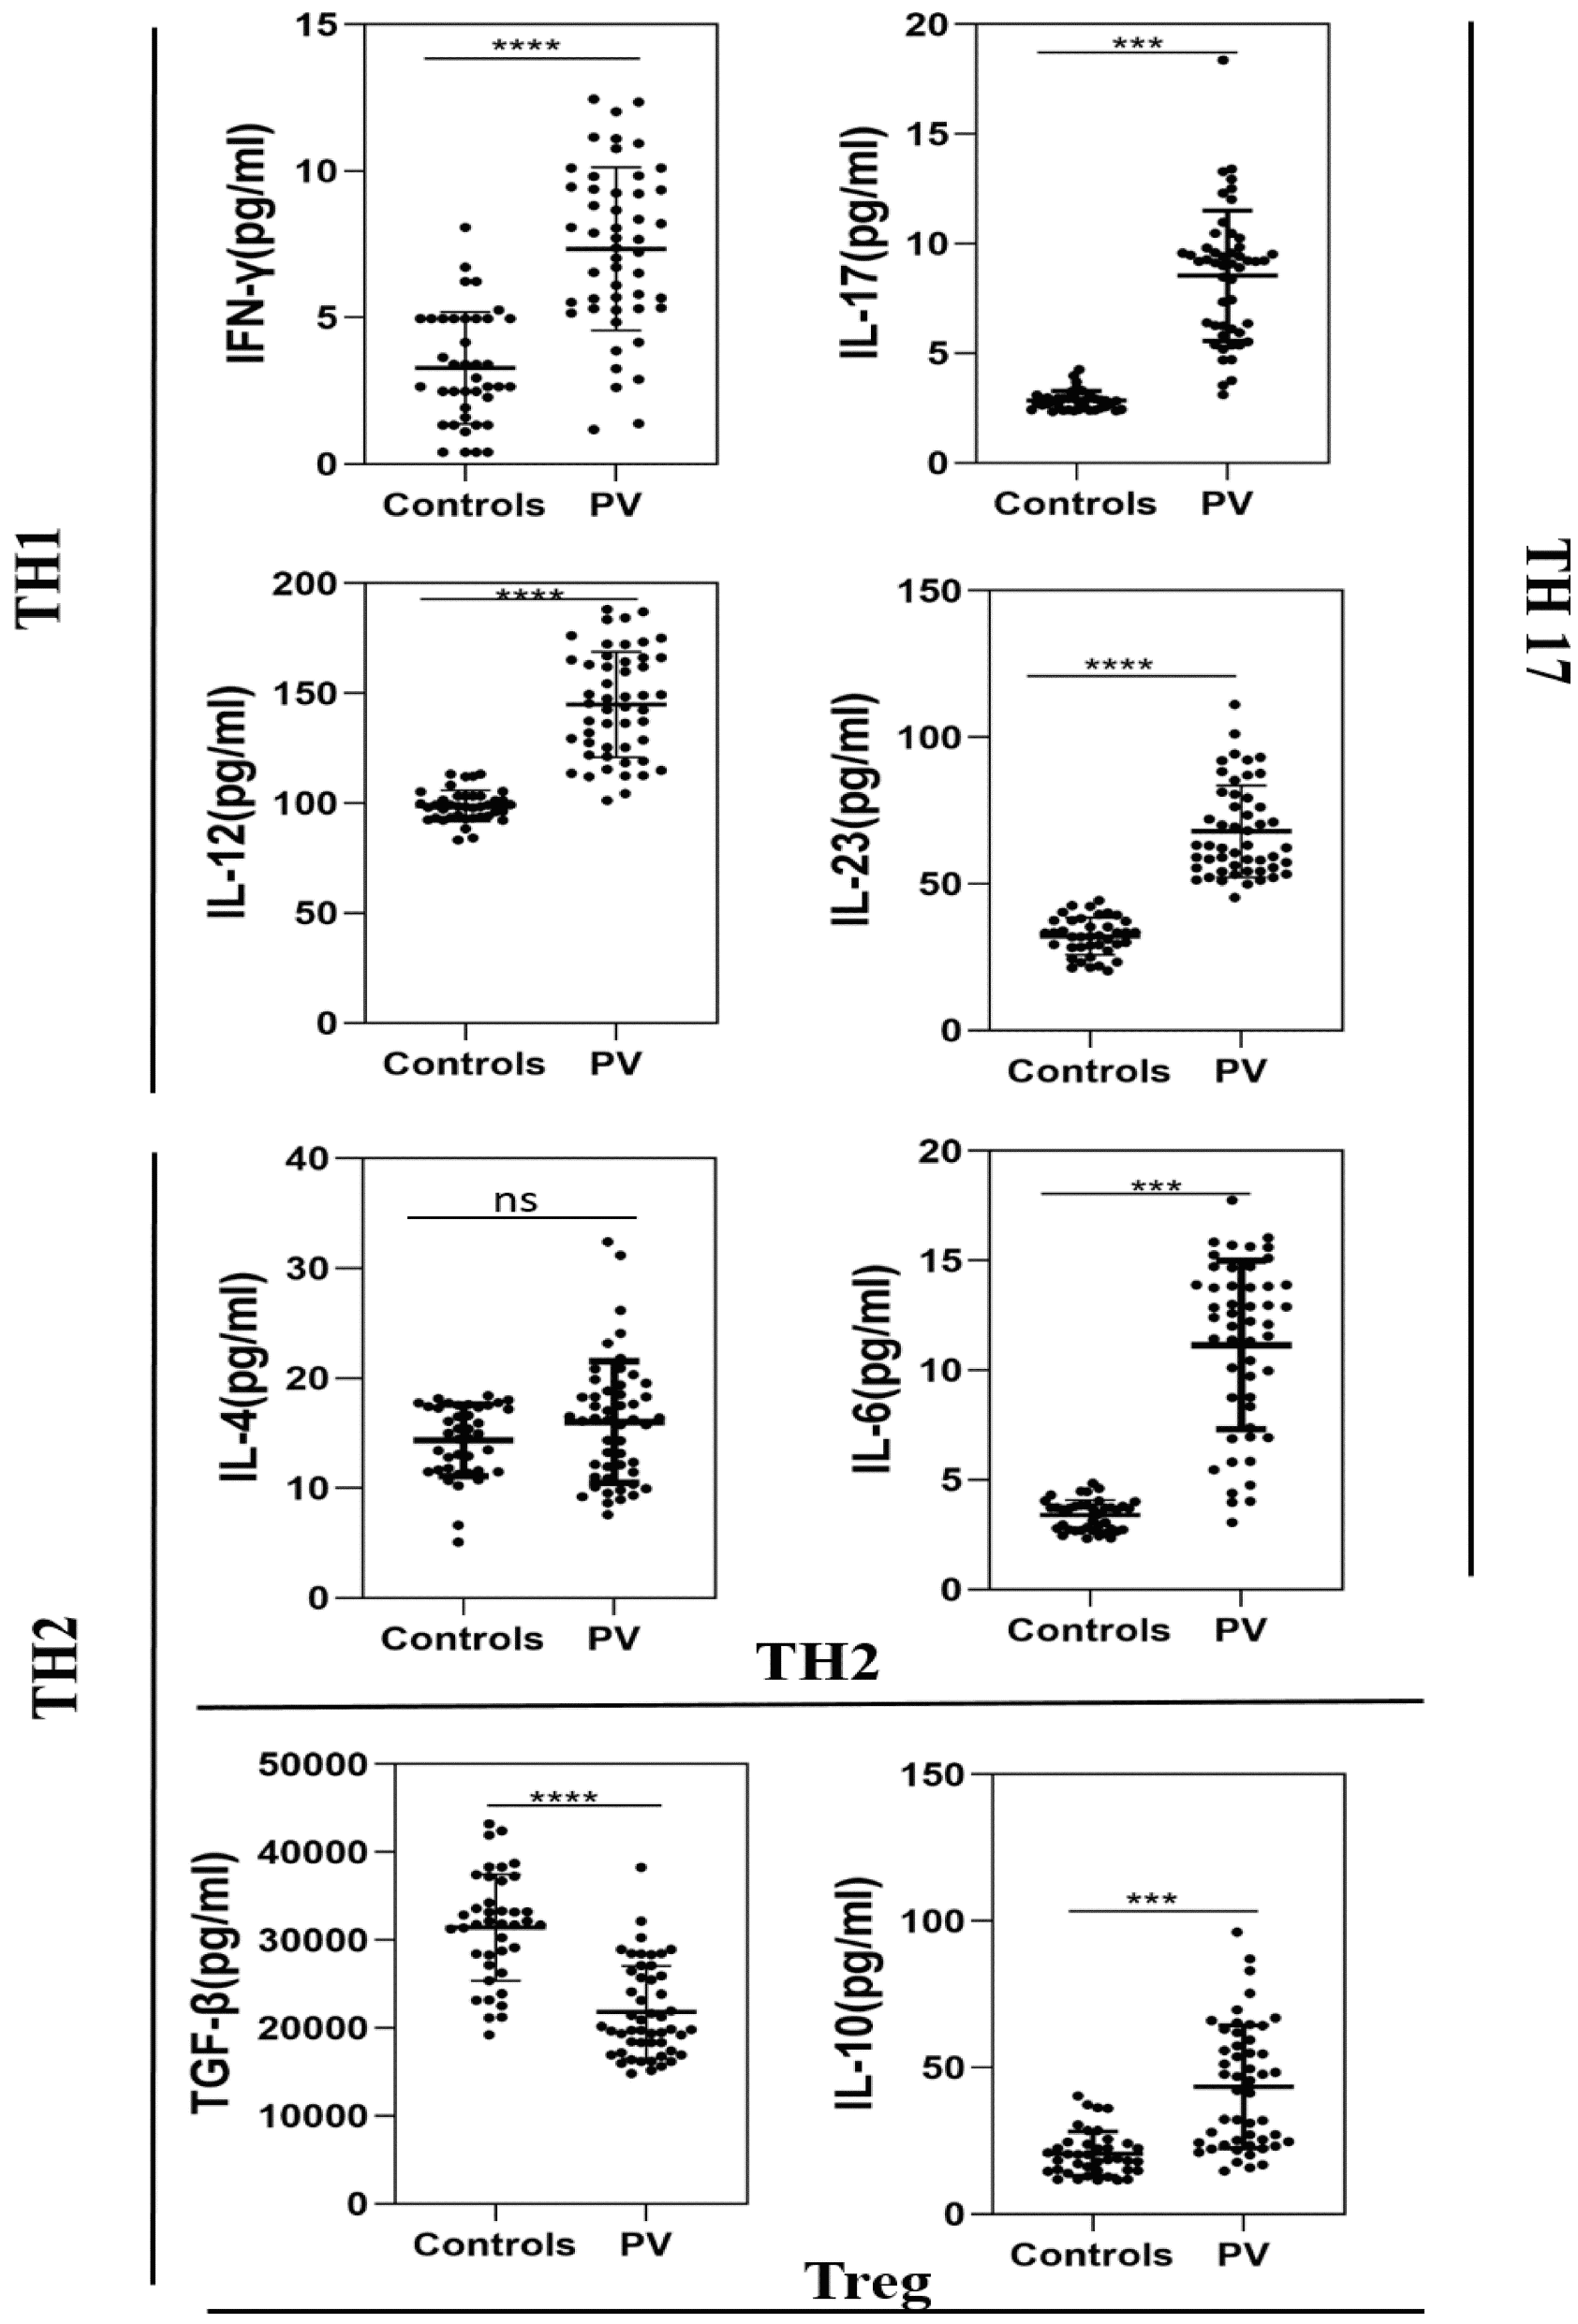 TH1
15
10
5
0
IFN-γ(pg/ml)
****
Controls PV
20
15
10
5
0
IL-17(pg/ml)
***
Controls PV
TH 17
200
150
100
50
0
IL-12(pg/ml)
****
Controls PV
150
100
50
0
IL-23(pg/ml)
****
Controls PV
TH2
40
30
20
10
0
IL-4(pg/ml)
ns
Controls PV
20
15
10
5
0
IL-6(pg/ml)
***
Controls PV
TH2
50000
40000
30000
20000
10000
0
TGF-β(pg/ml)
****
Controls PV
150
100
50
0
IL-10(pg/ml)
***
Controls PV
Treg